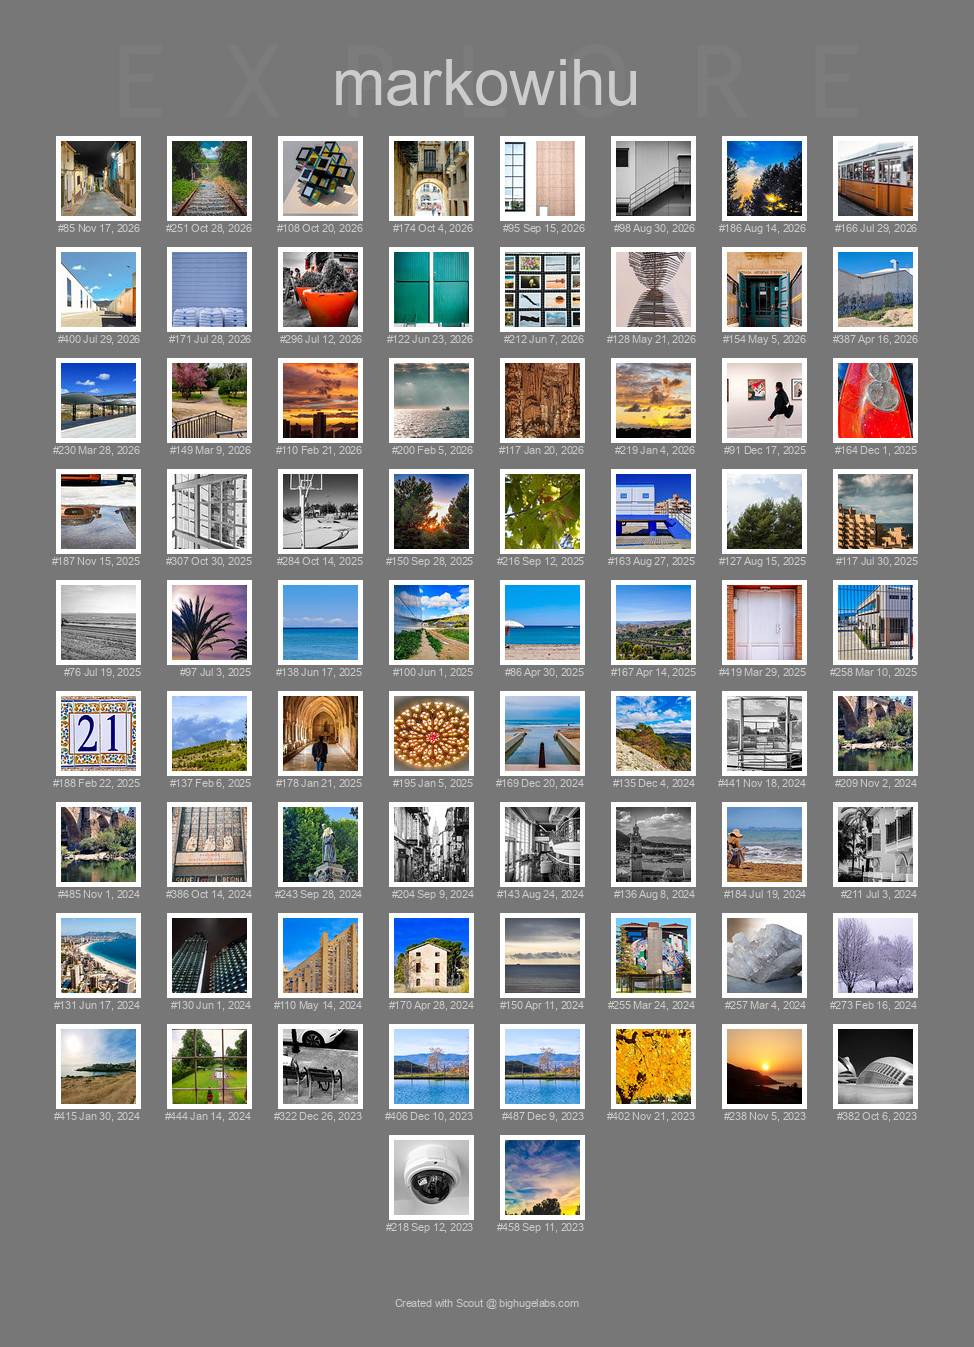 EXPLORE
markowihu
#85 Nov 17, 2026 #251 Oct 28, 2026 #108 Oct 20, 2026 #174 Oct 4, 2026 #95 Sep 15, 2026 #98 Aug 30, 2026 #186 Aug 14, 2026 #166 Jul 29, 2026
#400 Jul 29, 2026 #171 Jul 28, 2026 #296 Jul 12, 2026 #122 Jun 23, 2026 #212 Jun 7, 2026 #128 May 21, 2026 #154 May 5, 2026 #387 Apr 16, 2026
#230 Mar 28, 2026 #149 Mar 9, 2026 #110 Feb 21, 2026 #200 Feb 5, 2026 #117 Jan 20, 2026 #219 Jan 4, 2026 #91 Dec 17, 2025 #164 Dec 1, 2025
#187 Nov 15, 2025 #307 Oct 30, 2025 #284 Oct 14, 2025 #150 Sep 28, 2025 #216 Sep 12, 2025 #163 Aug 27, 2025 #127 Aug 15, 2025 #117 Jul 30, 2025
#76 Jul 19, 2025 #97 Jul 3, 2025 #138 Jun 17, 2025 #100 Jun 1, 2025 #86 Apr 30, 2025 #167 Apr 14, 2025 #419 Mar 29, 2025 #258 Mar 10, 2025
21
#188 Feb 22, 2025 #137 Feb 6, 2025 #178 Jan 21, 2025 #195 Jan 5, 2025 #169 Dec 20, 2024 #135 Dec 4, 2024 #441 Nov 18, 2024 #209 Nov 2, 2024
#485 Nov 1, 2024 #386 Oct 14, 2024 #243 Sep 28, 2024 #204 Sep 9, 2024 #143 Aug 24, 2024 #136 Aug 8, 2024 #184 Jul 19, 2024 #211 Jul 3, 2024
#131 Jun 17, 2024 #130 Jun 1, 2024 #110 May 14, 2024 #170 Apr 28, 2024 #150 Apr 11, 2024 #255 Mar 24, 2024 #257 Mar 4, 2024 #273 Feb 16, 2024
#415 Jan 30, 2024 #444 Jan 14, 2024 #322 Dec 26, 2023 #406 Dec 10, 2023 #487 Dec 9, 2023 #402 Nov 21, 2023 #238 Nov 5, 2023 #382 Oct 6, 2023
#218 Sep 12, 2023 #458 Sep 11, 2023
Created with Scout @ bighugelabs.com